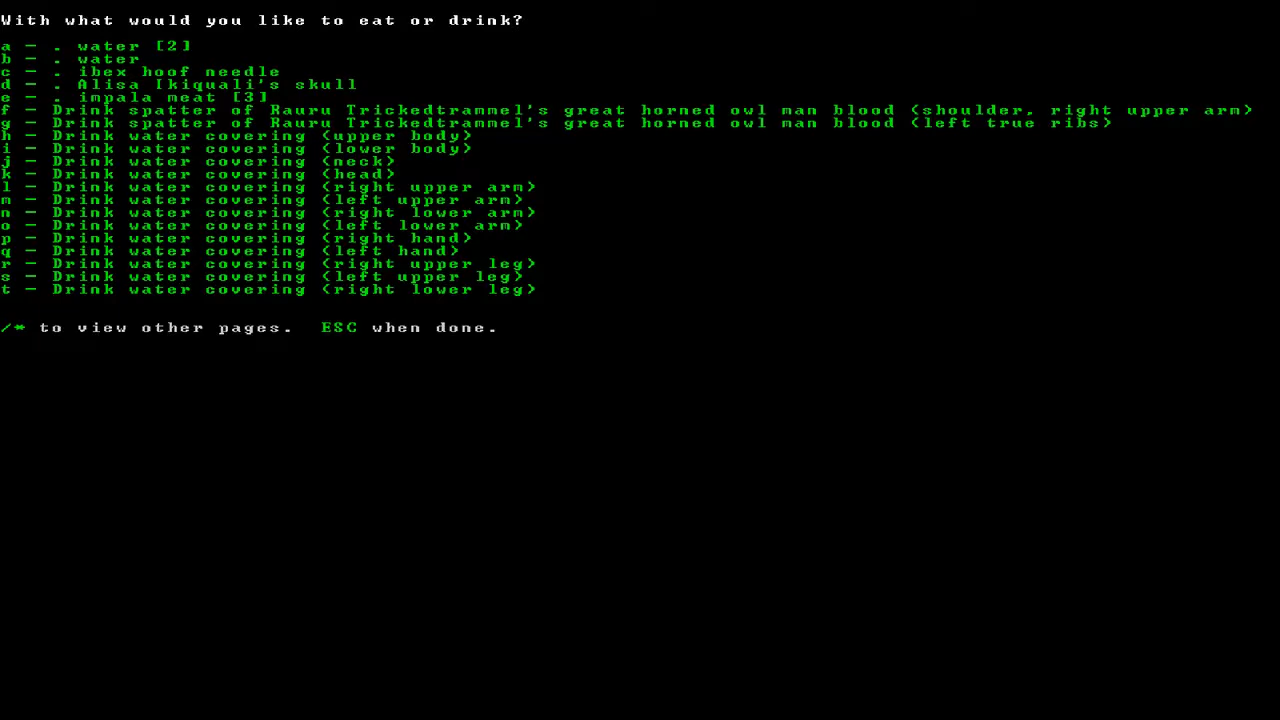 With what would you like to eat or drink?
a - . water [2]
b - . water
c - . ibex hoof needle
d - . Alisa Ikiquali's skull
e - . impala meat [3]
f - Drink spatter of Rauru Trickedtrammel's great horned owl man blood (shoulder, right upper arm)
g - Drink spatter of Rauru Trickedtrammel's great horned owl man blood (left true ribs)
h - Drink water covering (upper body)
i - Drink water covering (lower body)
j - Drink water covering (neck)
k - Drink water covering (head)
l - Drink water covering (right upper arm)
m - Drink water covering (left upper arm)
n - Drink water covering (right lower arm)
o - Drink water covering (left lower arm)
p - Drink water covering (right hand)
q - Drink water covering (left hand)
r - Drink water covering (right upper leg)
s - Drink water covering (left upper leg)
t - Drink water covering (right lower leg)
/* to view other pages.  ESC when done.